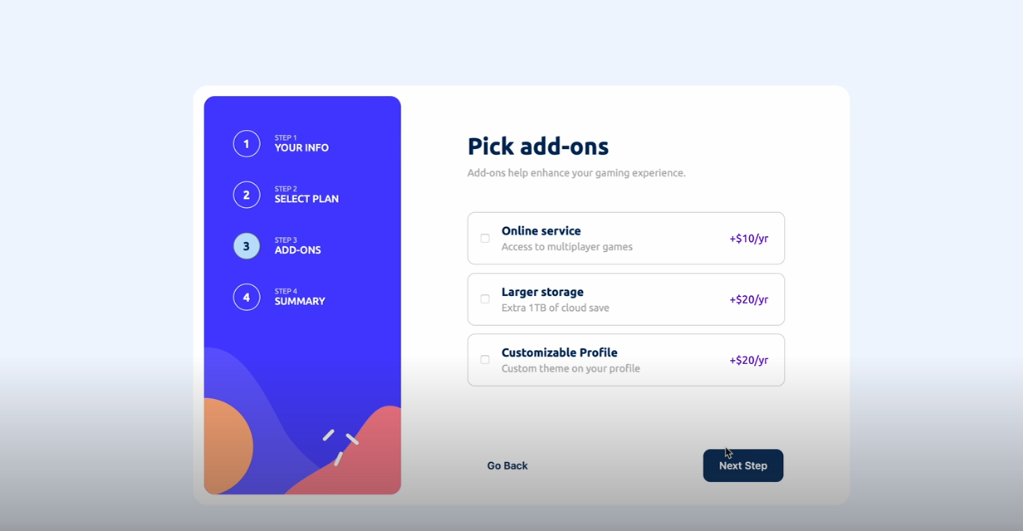 1
STEP 1
YOUR INFO
2
STEP 2
SELECT PLAN
3
STEP 3
ADD-ONS
4
STEP 4
SUMMARY
Pick add-ons
Add-ons help enhance your gaming experience.
Online service
Access to multiplayer games
+$10/yr
Larger storage
Extra 1TB of cloud save
+$20/yr
Customizable Profile
Custom theme on your profile
+$20/yr
Go Back
Next Step